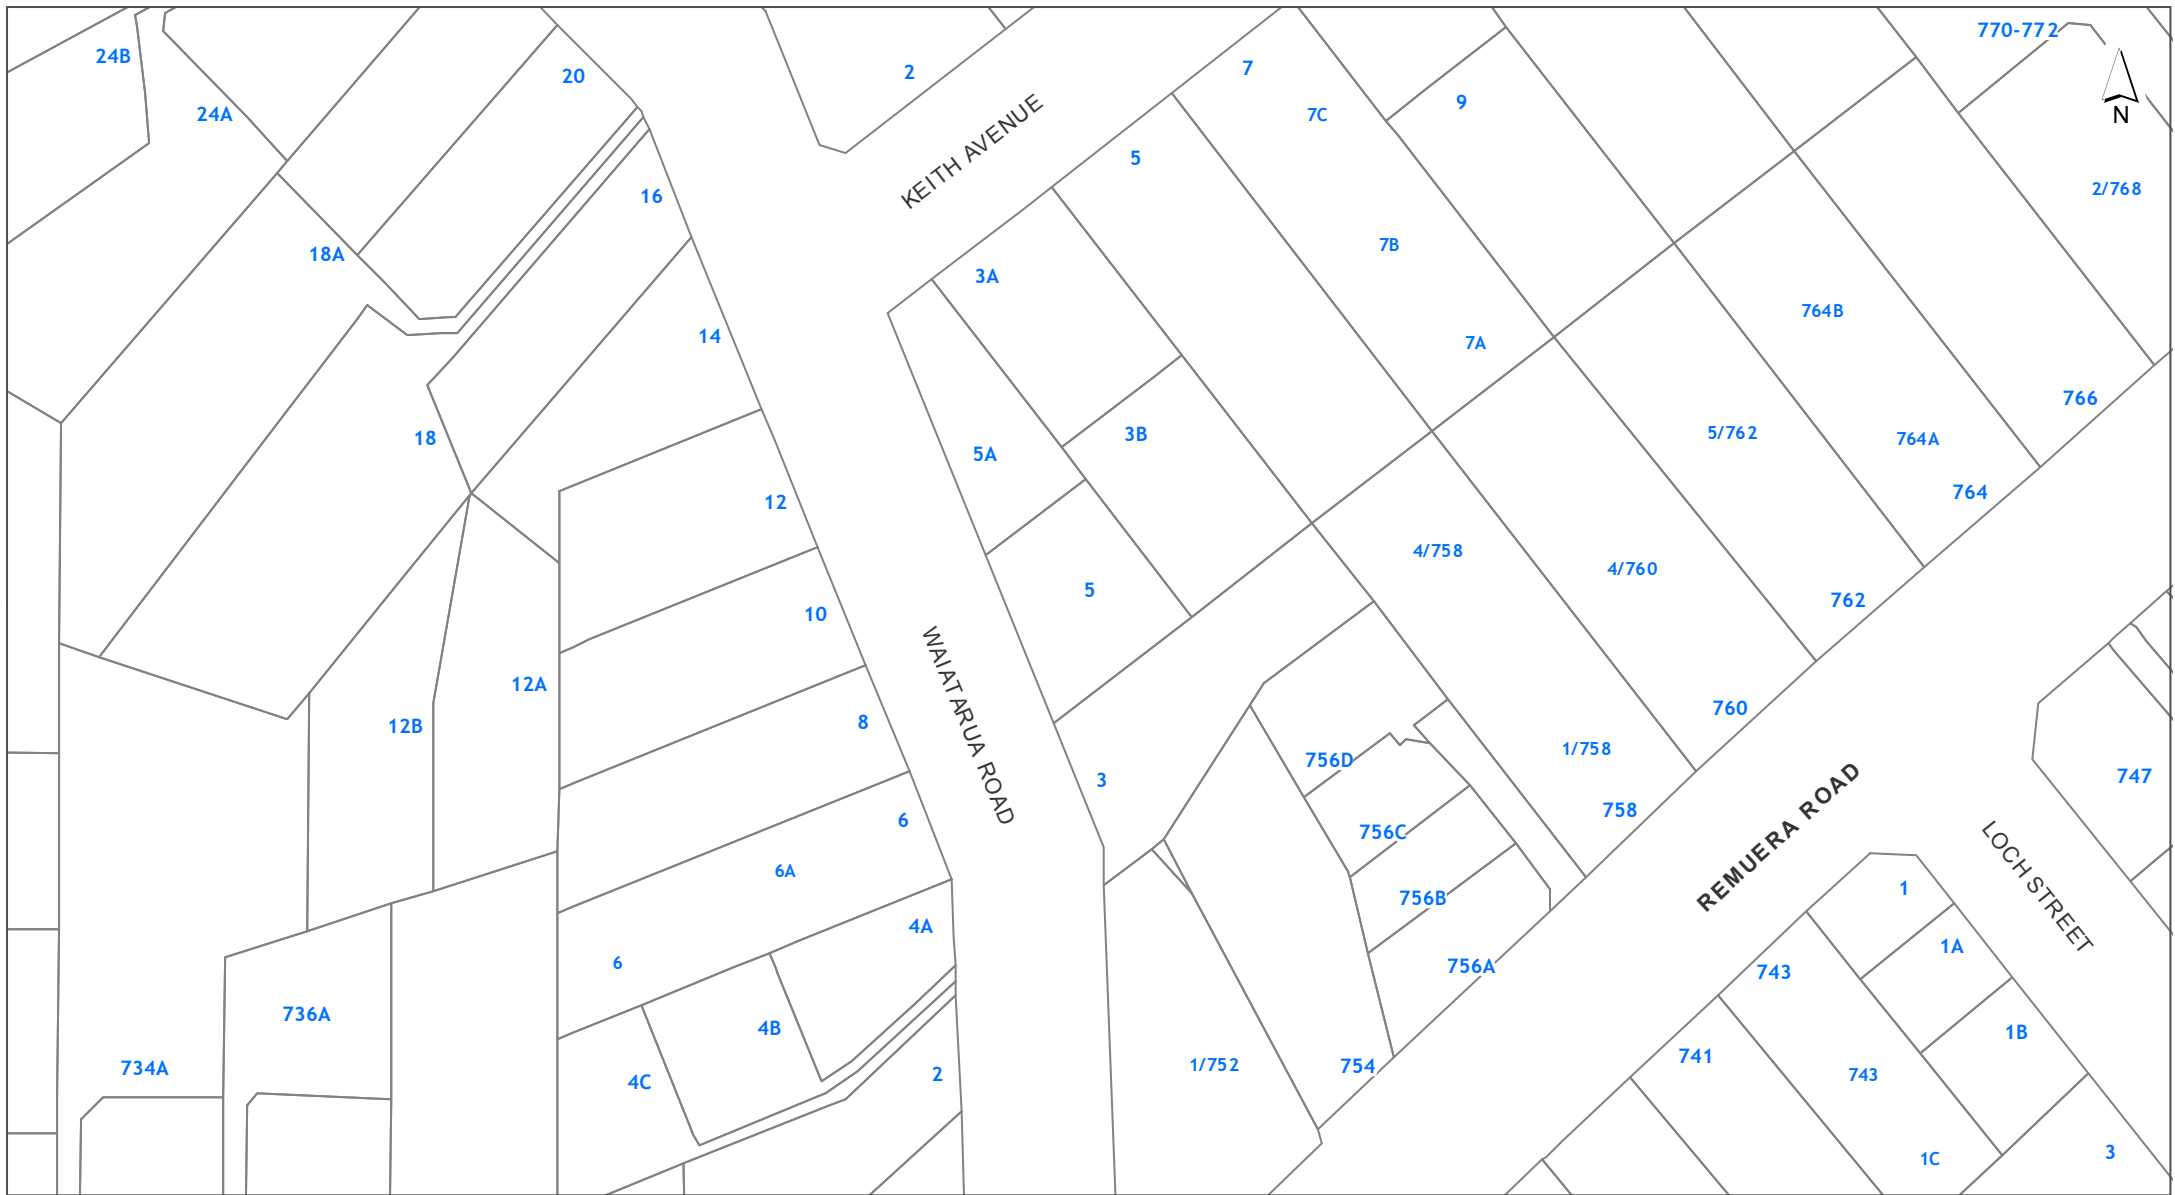 770-772
24B
2
7
20
9
24A
7C
N
5
KEITH AVENUE
2/768
16
7B
18A
3A
764B
14
7A
766
3B
5/762
18
764A
5A
764
12
4/758
4/760
5
762
10
WAIATARUA ROAD
12A
760
8
12B
1/758
756D
747
3
758
6
756C
REMUERA ROAD
LOCH STREET
6A
1
756B
4A
1A
6
756A
743
736A
4B
1B
741
1/752
754
734A
2
743
4C
3
1C